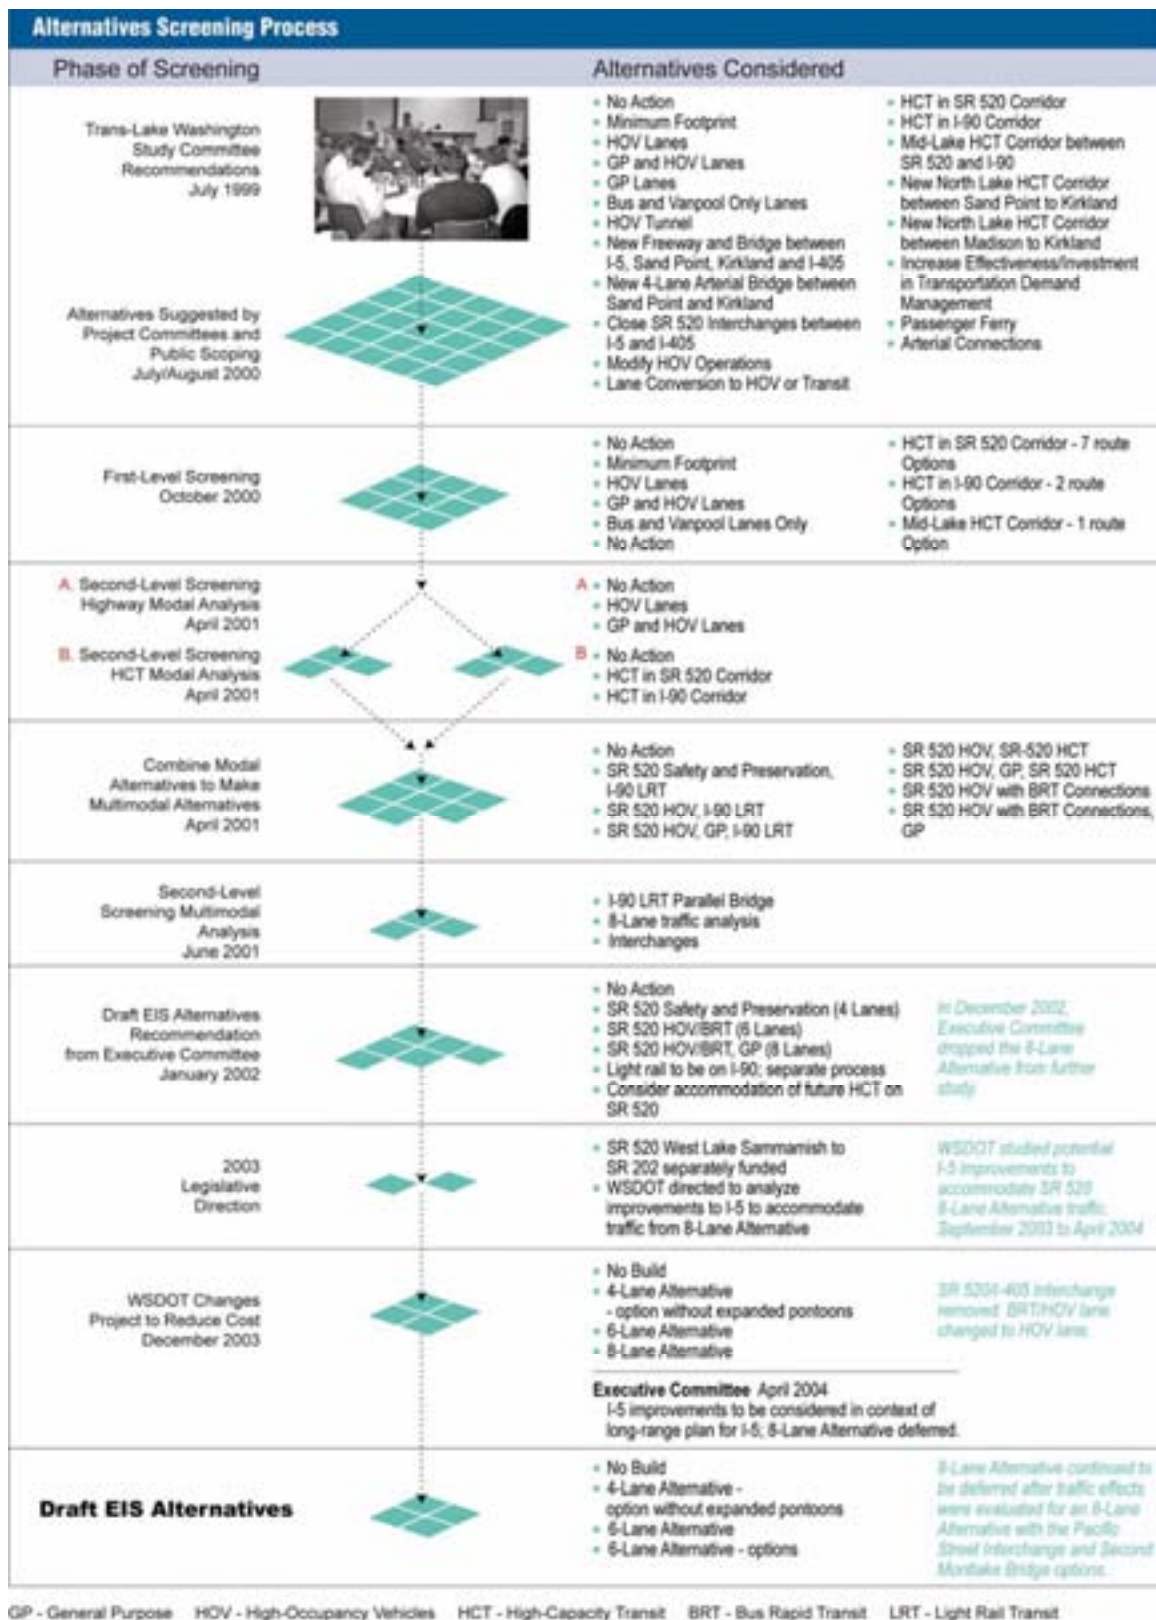 Alternatives Screening Process
Phase of Screening
Alternatives Considered
Trans-Lake Washington
Study Committee
Recommendations
July 1999
Alternatives Suggested by
Project Committees and
Public Scoping
July/August 2000
• No Action
• Minimum Footprint
• HOV Lanes
• GP and HOV Lanes
• GP Lanes
• Bus and Vanpool Only Lanes
• HOV Tunnel
• New Freeway and Bridge between
I-5, Sand Point, Kirkland and I-405
• New 4-Lane Arterial Bridge between
Sand Point and Kirkland
• Close SR 520 Interchanges between
I-5 and I-405
• Modify HOV Operations
• Lane Conversion to HOV or Transit
• HCT in SR 520 Corridor
• HCT in I-90 Corridor
• Mid-Lake HCT Corridor between
SR 520 and I-90
• New North Lake HCT Corridor
between Sand Point to Kirkland
• New North Lake HCT Corridor
between Madison to Kirkland
• Increase Effectiveness/Investment
in Transportation Demand
Management
• Passenger Ferry
• Arterial Connections
First-Level Screening
October 2000
• No Action
• Minimum Footprint
• HOV Lanes
• GP and HOV Lanes
• Bus and Vanpool Lanes Only
• No Action
• HCT in SR 520 Corridor - 7 route
Options
• HCT in I-90 Corridor - 2 route
Options
• Mid-Lake HCT Corridor - 1 route
Option
A. Second-Level Screening
Highway Modal Analysis
April 2001
B. Second-Level Screening
HCT Modal Analysis
April 2001
A • No Action
• HOV Lanes
• GP and HOV Lanes
B • No Action
• HCT in SR 520 Corridor
• HCT in I-90 Corridor
Combine Modal
Alternatives to Make
Multimodal Alternatives
April 2001
• No Action
• SR 520 Safety and Preservation,
I-90 LRT
• SR 520 HOV, I-90 LRT
• SR 520 HOV, GP, I-90 LRT
• SR 520 HOV, SR-520 HCT
• SR 520 HOV, GP, SR 520 HCT
• SR 520 HOV with BRT Connections
• SR 520 HOV with BRT Connections,
GP
Second-Level
Screening Multimodal
Analysis
June 2001
• I-90 LRT Parallel Bridge
• 8-Lane traffic analysis
• Interchanges
Draft EIS Alternatives
Recommendation
from Executive Committee
January 2002
• No Action
• SR 520 Safety and Preservation (4 Lanes)
• SR 520 HOV/BRT (6 Lanes)
• SR 520 HOV/BRT, GP (8 Lanes)
• Light rail to be on I-90; separate process
• Consider accommodation of future HCT on
SR 520
In December 2002,
Executive Committee
dropped the 8-Lane
Alternative from further
study.
2003
Legislative
Direction
• SR 520 West Lake Sammamish to
SR 202 separately funded
• WSDOT directed to analyze
improvements to I-5 to accommodate
traffic from 8-Lane Alternative
WSDOT studied potential
I-5 improvements to
accommodate SR 520
8-Lane Alternative traffic:
September 2003 to April 2004
WSDOT Changes
Project to Reduce Cost
December 2003
• No Build
• 4-Lane Alternative
- option without expanded pontoons
• 6-Lane Alternative
• 8-Lane Alternative
SR 520/I-405 Interchange
removed. BRT/HOV lane
changed to HOV lane.
Executive Committee April 2004
I-5 improvements to be considered in context of
long-range plan for I-5; 8-Lane Alternative deferred.
Draft EIS Alternatives
• No Build
• 4-Lane Alternative -
option without expanded pontoons
• 6-Lane Alternative
• 6-Lane Alternative - options
8-Lane Alternative continued to
be deferred after traffic effects
were evaluated for an 8-Lane
Alternative with the Pacific
Street Interchange and Second
Montlake Bridge options.
GP - General Purpose HOV - High-Occupancy Vehicles HCT - High-Capacity Transit BRT - Bus Rapid Transit LRT - Light Rail Transit